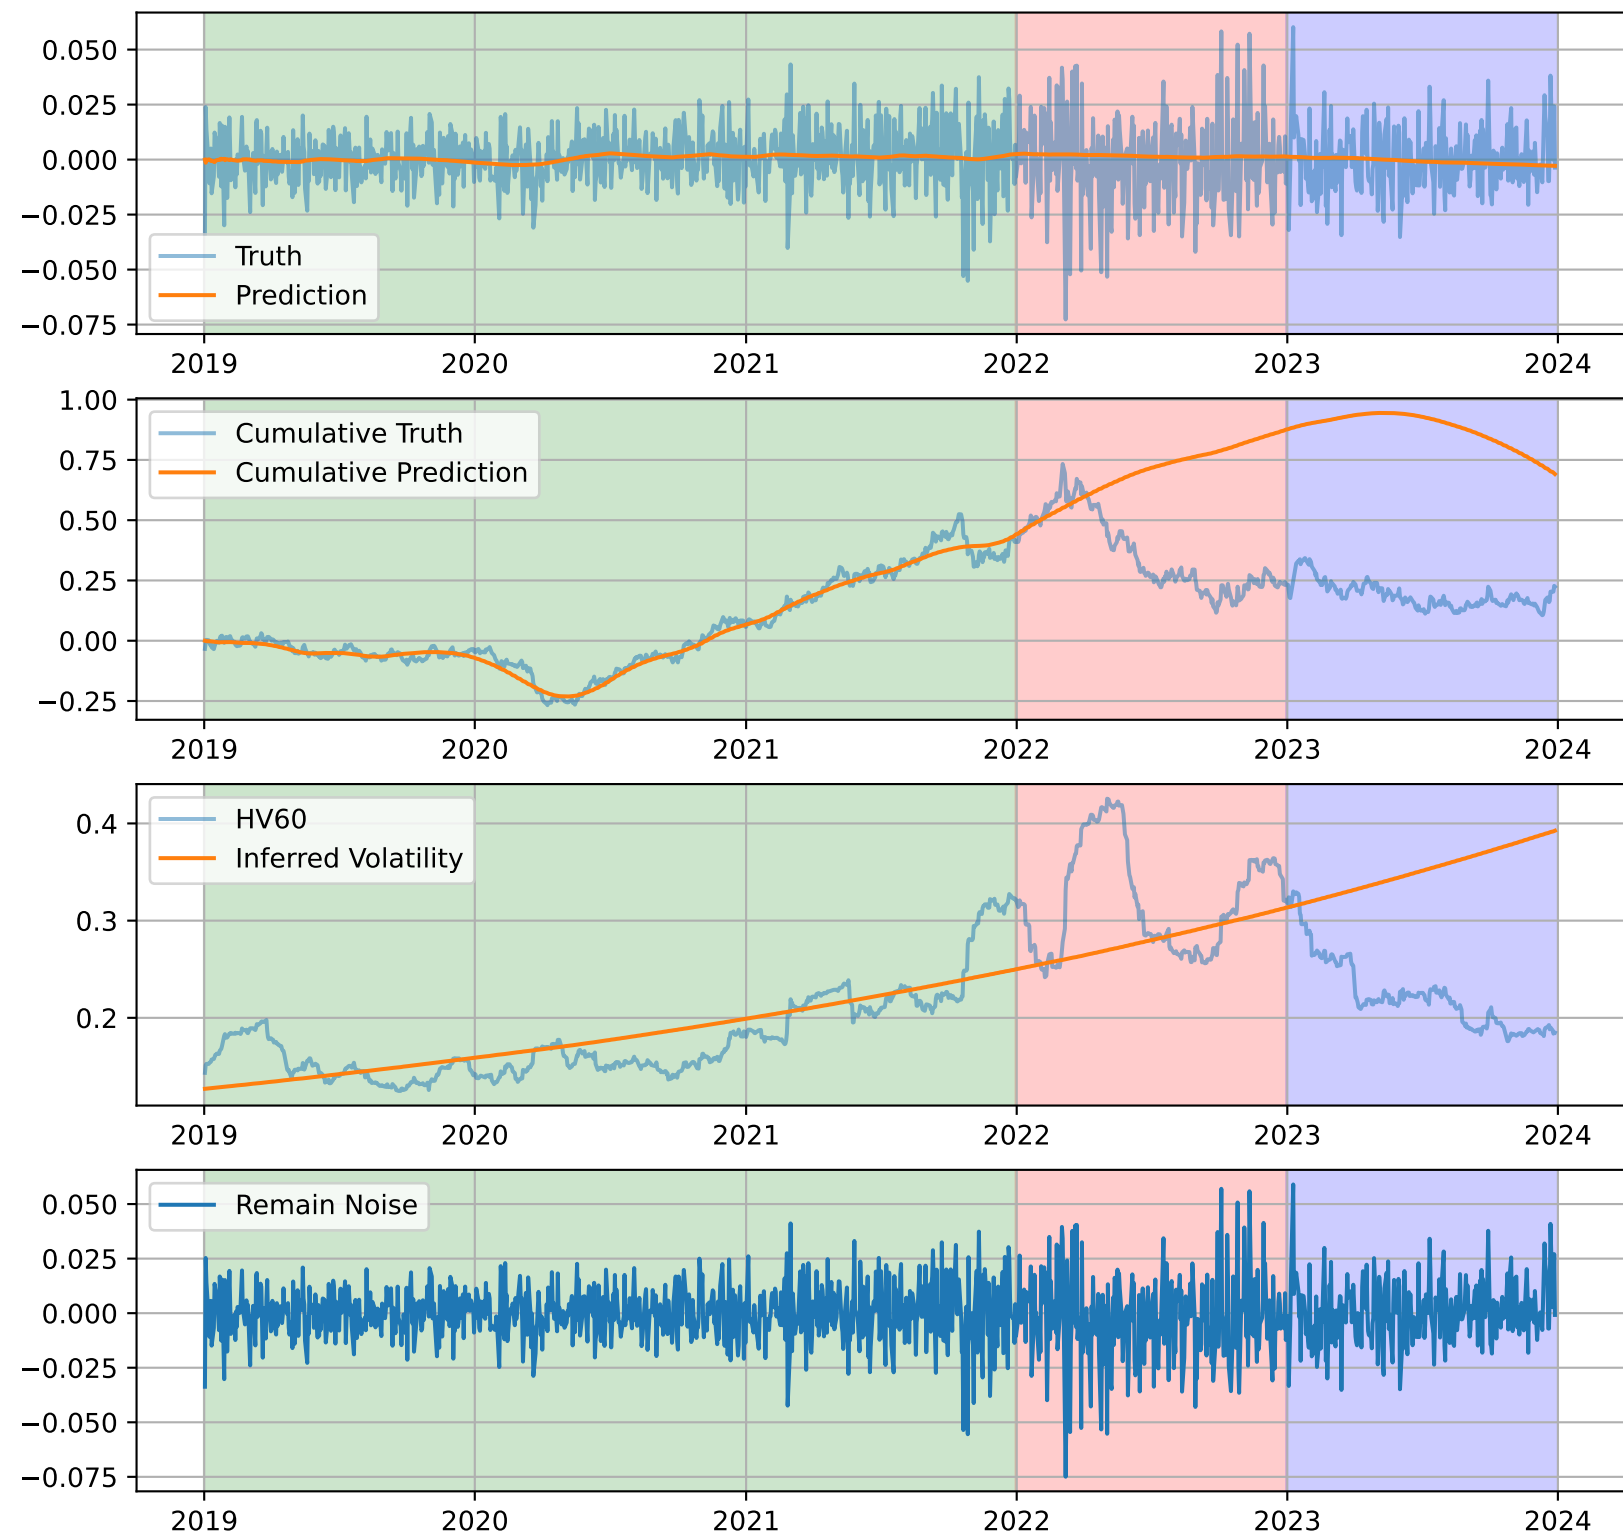 0.050
0.025
0.000
−0.025
−0.050
−0.075
Truth
Prediction
2019 2020 2021 2022 2023 2024
1.00
0.75
0.50
0.25
0.00
−0.25
Cumulative Truth
Cumulative Prediction
2019 2020 2021 2022 2023 2024
0.4
0.3
0.2
HV60
Inferred Volatility
2019 2020 2021 2022 2023 2024
0.050
0.025
0.000
−0.025
−0.050
−0.075
Remain Noise
2019 2020 2021 2022 2023 2024